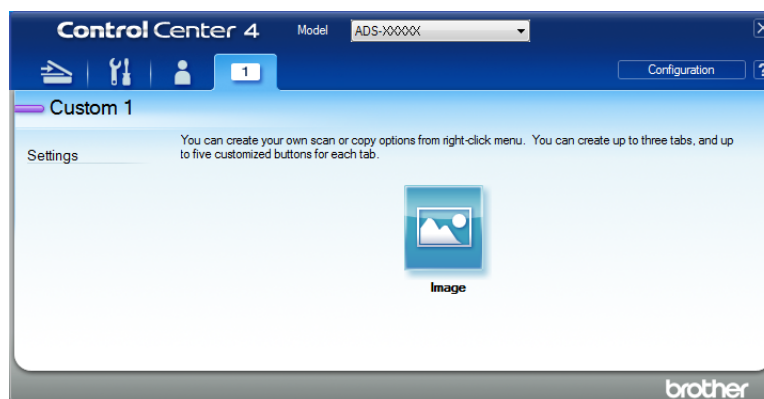 Control Center 4 Model ADS-XXXXX
1 Configuration ?
Custom 1
Settings
You can create your own scan or copy options from right-click menu. You can create up to three tabs, and up
to five customized buttons for each tab.
Image
brother